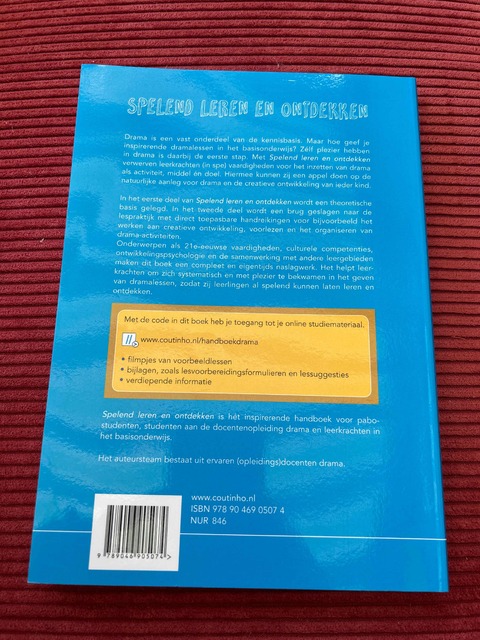 SPELEND LEREN EN ONTDEKKEN
Drama is een vast onderdeel van de kennisbasis. Maar hoe geef je
inspirerende dramalessen in het basisonderwijs? Zélf plezier hebben
in drama is daarbij de eerste stap. Met Spelend leren en ontdekken
verwerven leerkrachten (in spe) vaardigheden voor het inzetten van drama
als activiteit, middel én doel. Hiermee kunnen zij een appel doen op de
natuurlijke aanleg voor drama en de creatieve ontwikkeling van ieder kind.
In het eerste deel van Spelend leren en ontdekken wordt een theoretische
basis gelegd. In het tweede deel wordt een brug geslagen naar de
lespraktijk met direct toepasbare handreikingen voor bijvoorbeeld het
werken aan creatieve ontwikkeling, voorlezen en het organiseren van
drama-activiteiten.
Onderwerpen als 21e-eeuwse vaardigheden, culturele competenties,
ontwikkelingspsychologie en de samenwerking met andere leergebieden
maken dit boek een compleet en eigentijds naslagwerk. Het helpt leer-
krachten om zich systematisch en met plezier te bekwamen in het geven
van dramalessen, zodat zij leerlingen al spelend kunnen laten leren en
ontdekken.
Met de code in dit boek heb je toegang tot je online studiemateriaal.
www.coutinho.nl/handboekdrama
• filmpjes van voorbeeldlessen
• bijlagen, zoals lesvoorbereidingsformulieren en lessuggesties
• verdiepende informatie
Spelend leren en ontdekken is hét inspirerende handboek voor pabo-
studenten, studenten aan de docentenopleiding drama en leerkrachten in
het basisonderwijs.
Het auteursteam bestaat uit ervaren (opleidings)docenten drama.
www.coutinho.nl
ISBN 978 90 469 0507 4
NUR 846
9 789046 905074>